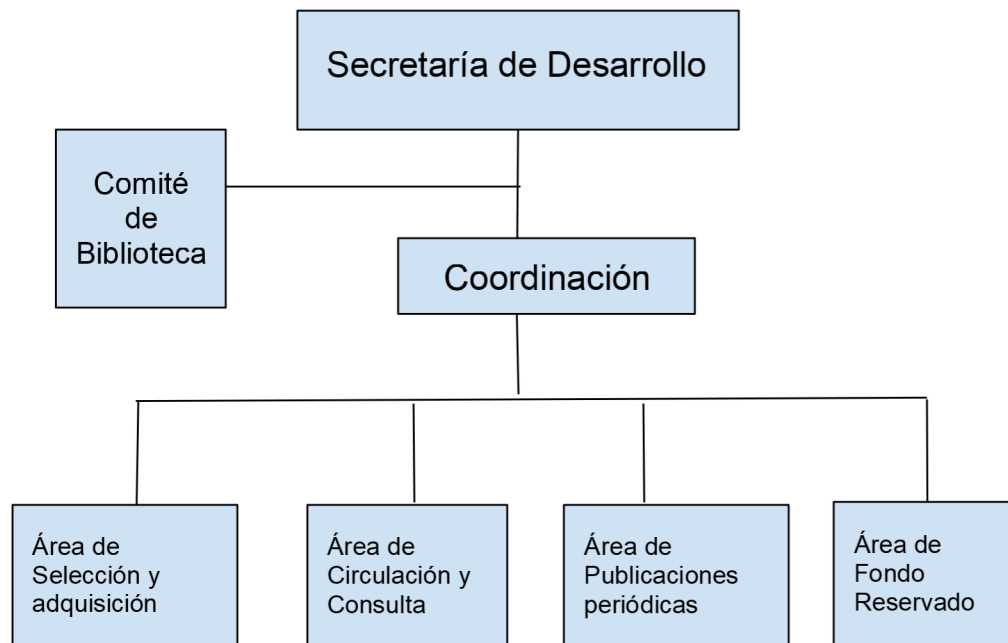 Secretaría de Desarrollo
Comité
de
Biblioteca
Coordinación
Área de
Selección y
adquisición
Área de
Circulación y
Consulta
Área de
Publicaciones
periódicas
Área de
Fondo
Reservado